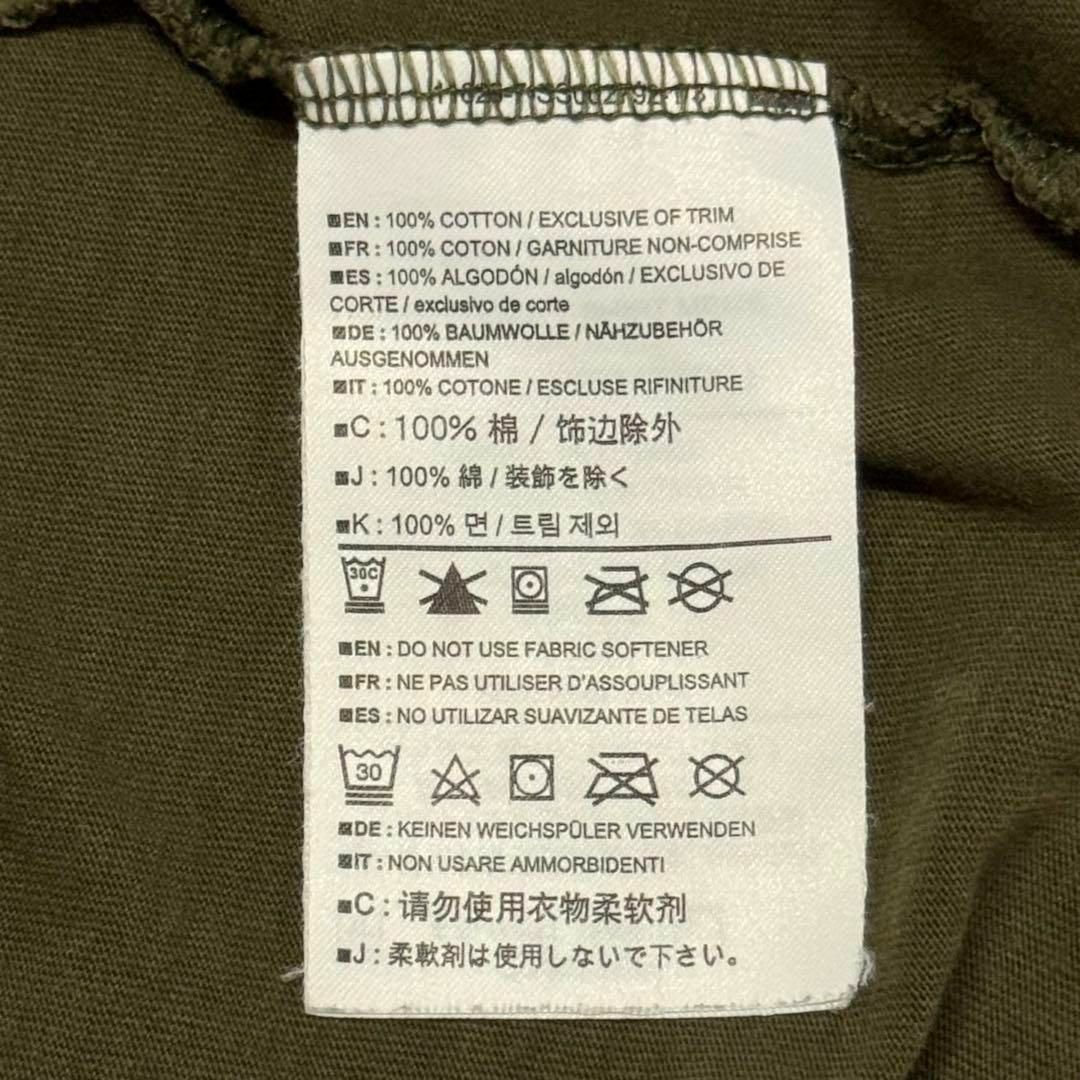 EN : 100% COTTON / EXCLUSIVE OF TRIM
FR : 100% COTON / GARNITURE NON-COMPRISE
ES : 100% ALGODÓN / algodón / EXCLUSIVO DE
CORTE / exclusivo de corte
DE : 100% BAUMWOLLE / NÄHZUBEHÖR
AUSGENOMMEN
IT : 100% COTONE / ESCLUSE RIFINITURE
C : 100% 棉 / 饰边除外
J : 100% 綿 / 装飾を除く
K : 100% 면 / 트림 제외
30C
EN : DO NOT USE FABRIC SOFTENER
FR : NE PAS UTILISER D'ASSOUPLISSANT
ES : NO UTILIZAR SUAVIZANTE DE TELAS
30
DE : KEINEN WEICHSPÜLER VERWENDEN
IT : NON USARE AMMORBIDENTI
C : 请勿使用衣物柔软剂
J : 柔軟剤は使用しないで下さい。